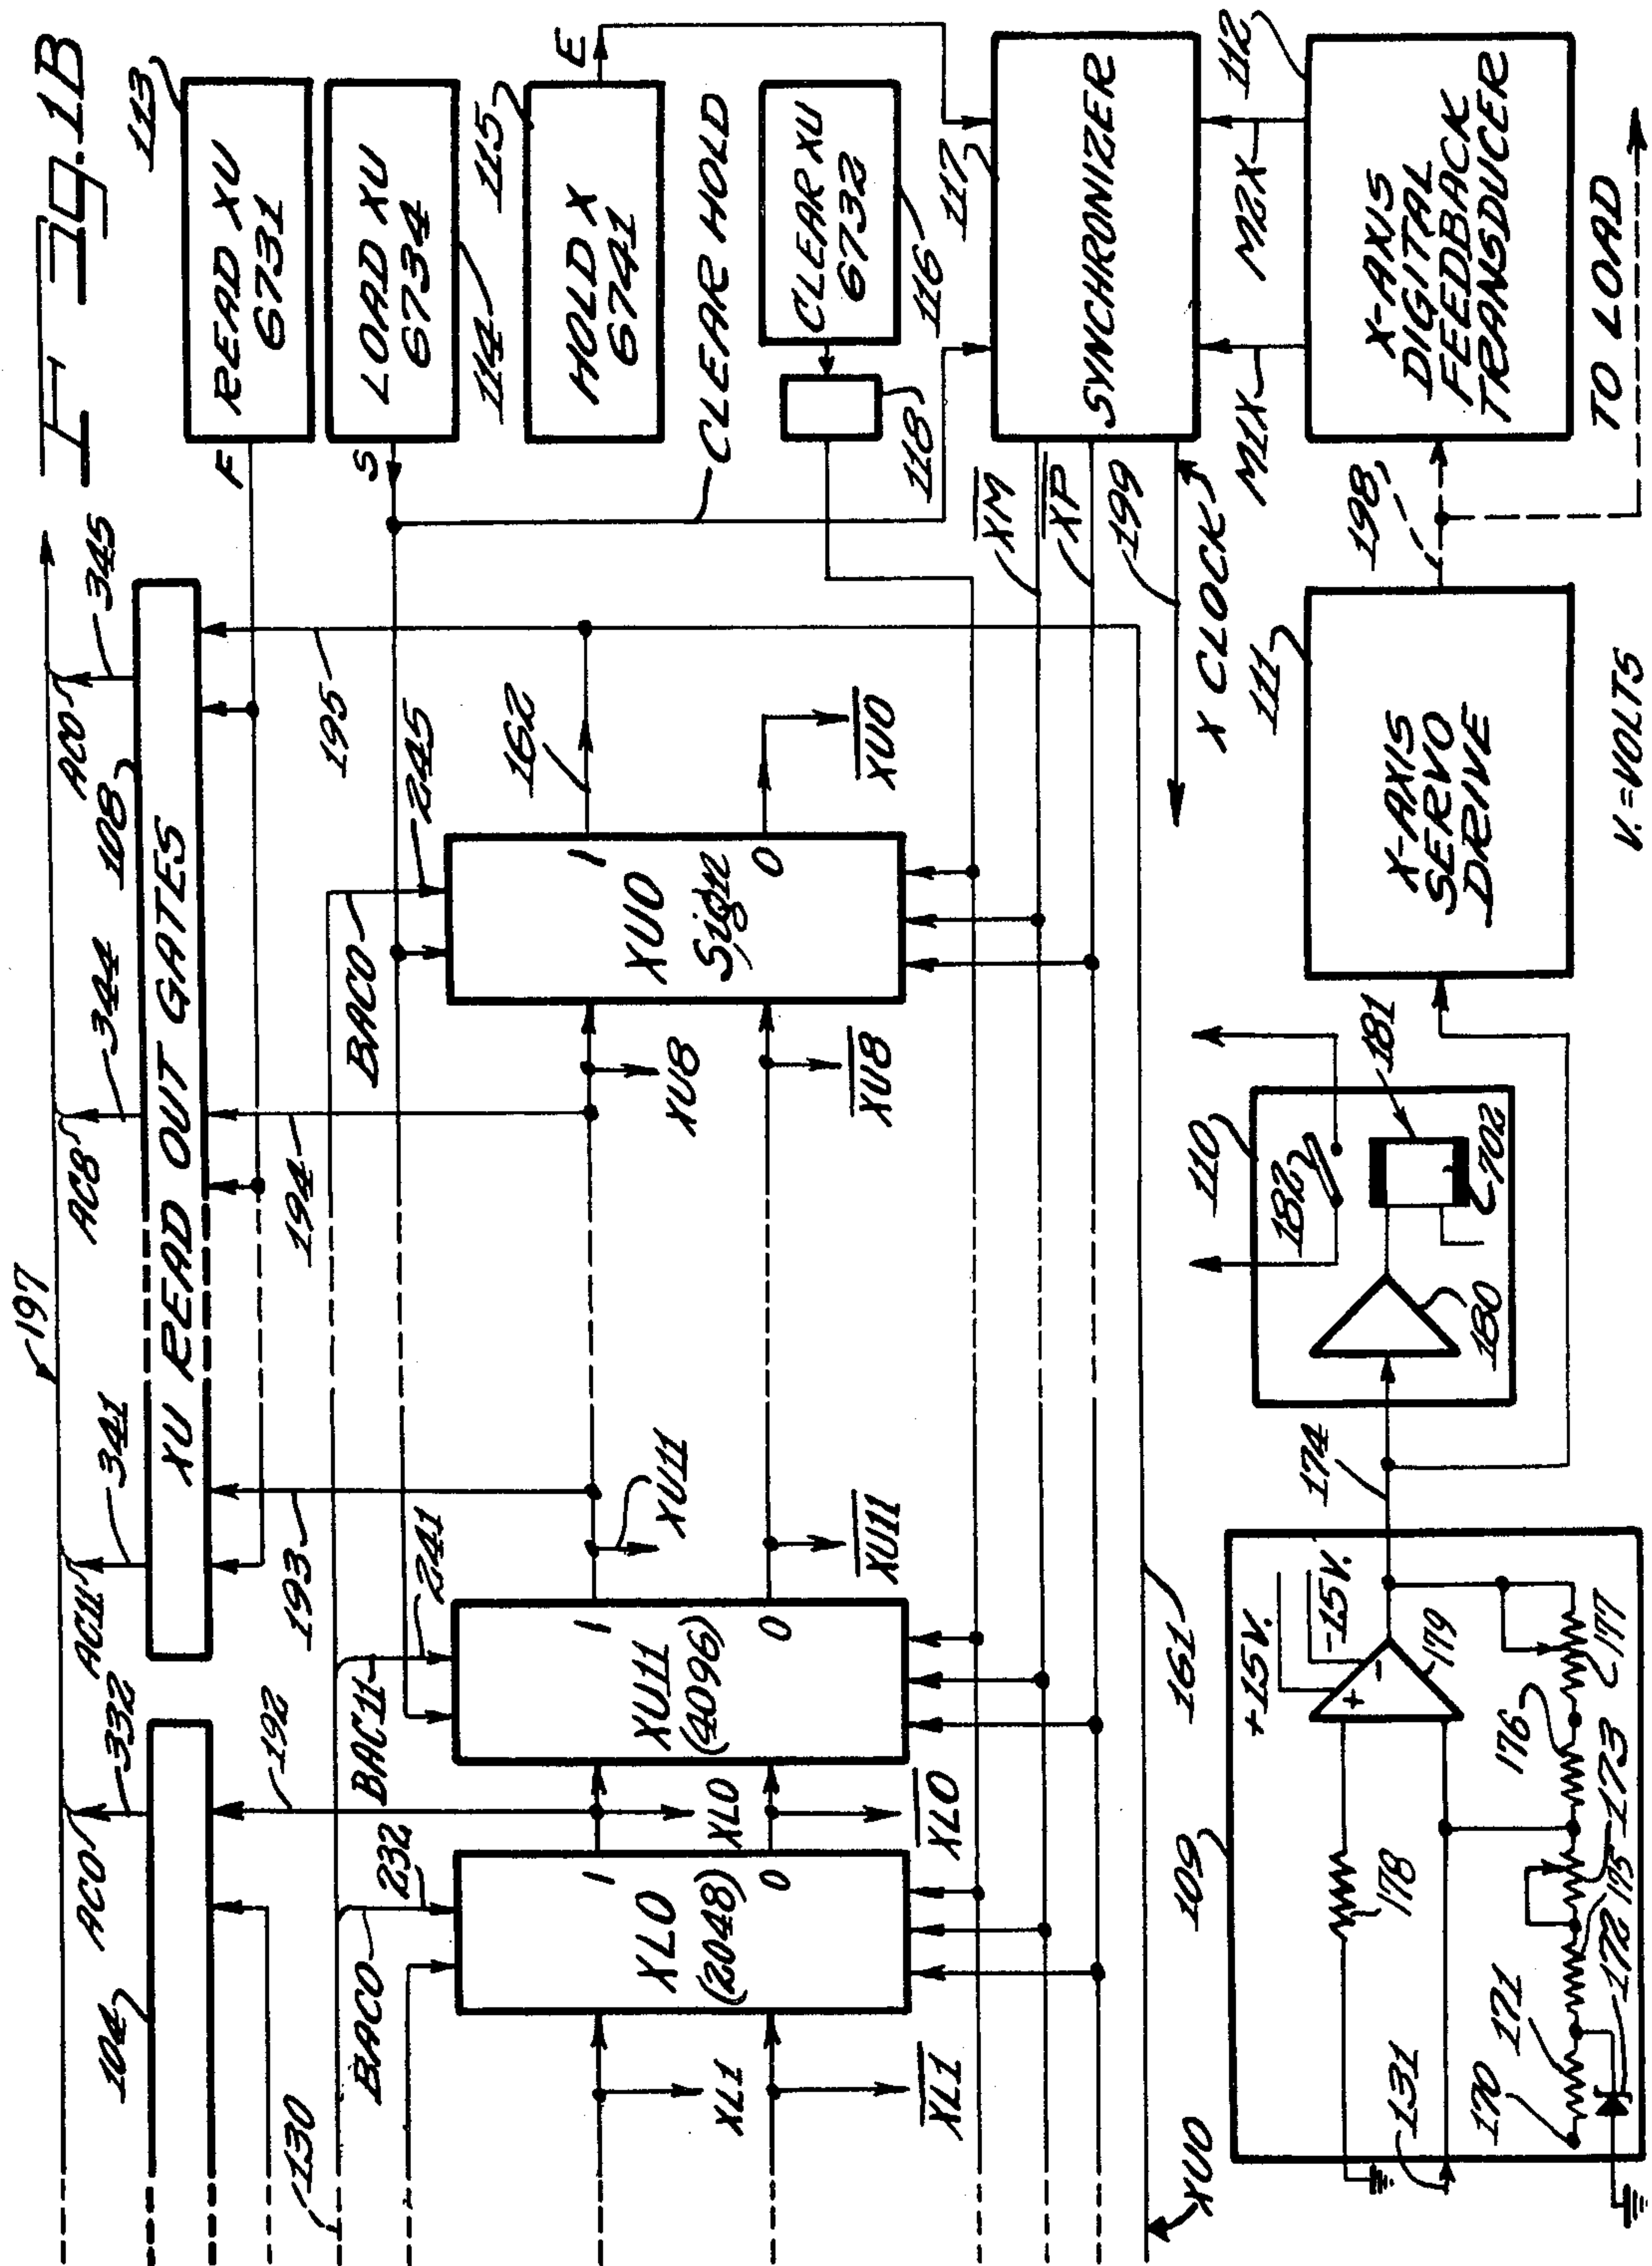 Fig. 1B
197
104
AC0
332
AC11
341
AC8
344
108
AC0
345
XU READ OUT GATES
READ XU
6731
113
F
LOAD XU
6734
114
S
HOLD X
6741
115
E
CLEAR HOLD
CLEAR XU
6732
116
118
117
SYNCHRONIZER
130
192
193
194
195
BAC0
232
BAC11
241
BAC0
245
162
XL0
(2048)
1
0
XU11
(4096)
1
0
XU0
Sign
1
0
XL1
XL1
XL0
XL0
XU11
XU11
XU8
XU8
XU0
XM
XP
199
X CLOCK
M1X
M2X
112
XU0
161
109
+15V.
-15V.
+
-
179
178
131
170
171
172
175
173
176
177
174
110
182
181
180
702
111
X-AXIS
SERVO
DRIVE
198
X-AXIS
DIGITAL
FEEDBACK
TRANSDUCER
TO LOAD
V.=VOLTS